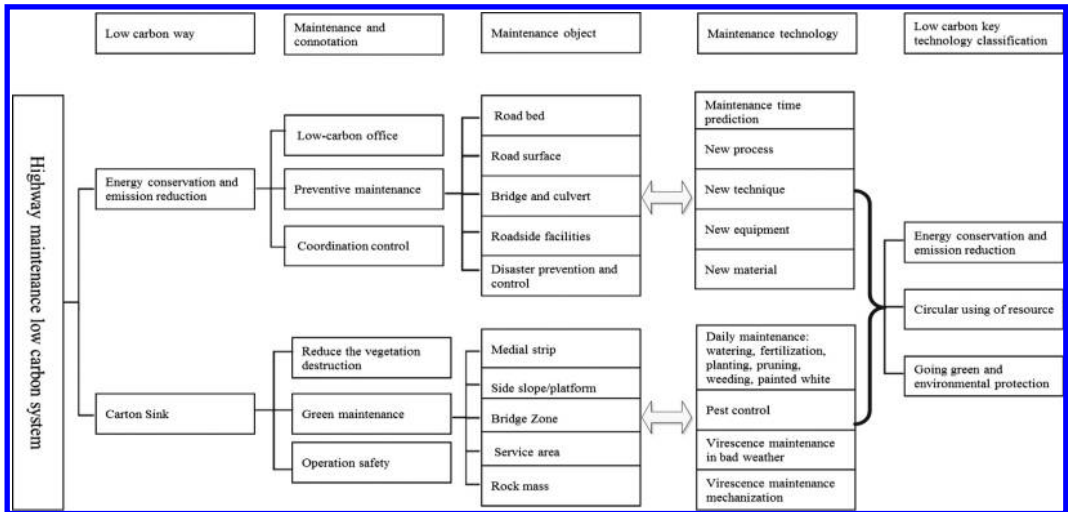 Low carbon way
Maintenance and
connotation
Maintenance object
Maintenance technology
Low carbon key
technology classification
Highway maintenance low carbon system
Energy conservation and
emission reduction
Carton Sink
Low-carbon office
Preventive maintenance
Coordination control
Reduce the vegetation
destruction
Green maintenance
Operation safety
Road bed
Road surface
Bridge and culvert
Roadside facilities
Disaster prevention and
control
Medial strip
Side slope/platform
Bridge Zone
Service area
Rock mass
Maintenance time
prediction
New process
New technique
New equipment
New material
Daily maintenance:
watering, fertilization,
planting, pruning,
weeding, painted white
Pest control
Virescence maintenance
in bad weather
Virescence maintenance
mechanization
Energy conservation and
emission reduction
Circular using of resource
Going green and
environmental protection